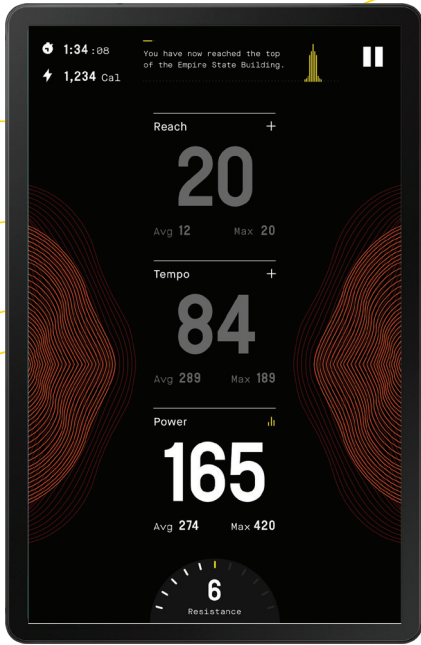 1:34:08
1,234 Cal
You have now reached the top
of the Empire State Building.
Reach +
20
Avg 12 Max 20
Tempo +
84
Avg 289 Max 189
Power
165
Avg 274 Max 420
6
Resistance